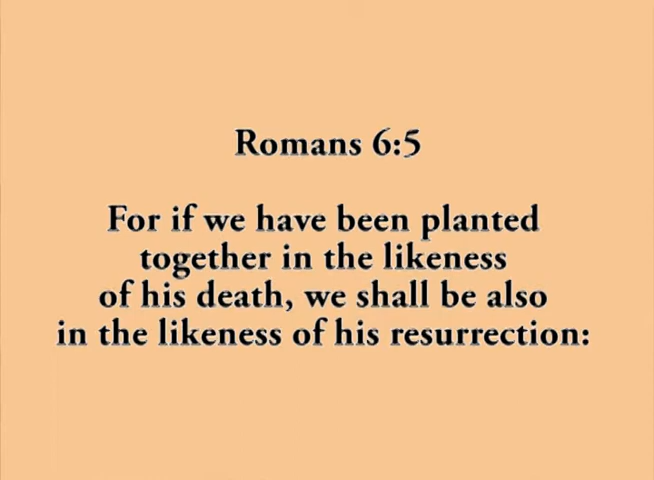 Romans 6:5
For if we have been planted
together in the likeness
of his death, we shall be also
in the likeness of his resurrection: